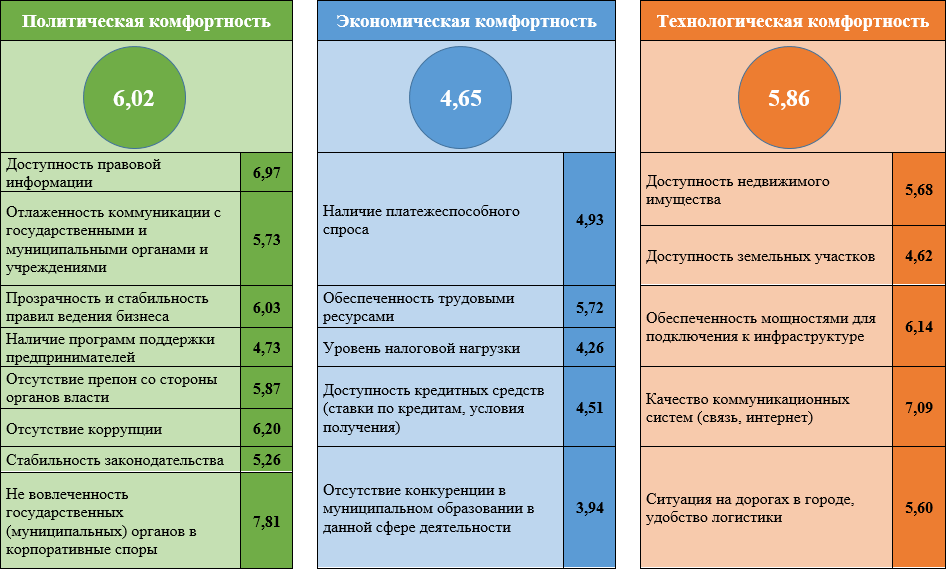 Политическая комфортность
6,02
Доступность правовой
информации
6,97
Отлаженность коммуникации с
государственными и
муниципальными органами и
учреждениями
5,73
Прозрачность и стабильность
правил ведения бизнеса
6,03
Наличие программ поддержки
предпринимателей
4,73
Отсутствие препон со стороны
органов власти
5,87
Отсутствие коррупции
6,20
Стабильность законодательства
5,26
Не вовлеченность
государственных
(муниципальных) органов в
корпоративные споры
7,81
Экономическая комфортность
4,65
Наличие платежеспособного
спроса
4,93
Обеспеченность трудовыми
ресурсами
5,72
Уровень налоговой нагрузки
4,26
Доступность кредитных средств
(ставки по кредитам, условия
получения)
4,51
Отсутствие конкуренции в
муниципальном образовании в
данной сфере деятельности
3,94
Технологическая комфортность
5,86
Доступность недвижимого
имущества
5,68
Доступность земельных участков
4,62
Обеспеченность мощностями для
подключения к инфраструктуре
6,14
Качество коммуникационных
систем (связь, интернет)
7,09
Ситуация на дорогах в городе,
удобство логистики
5,60